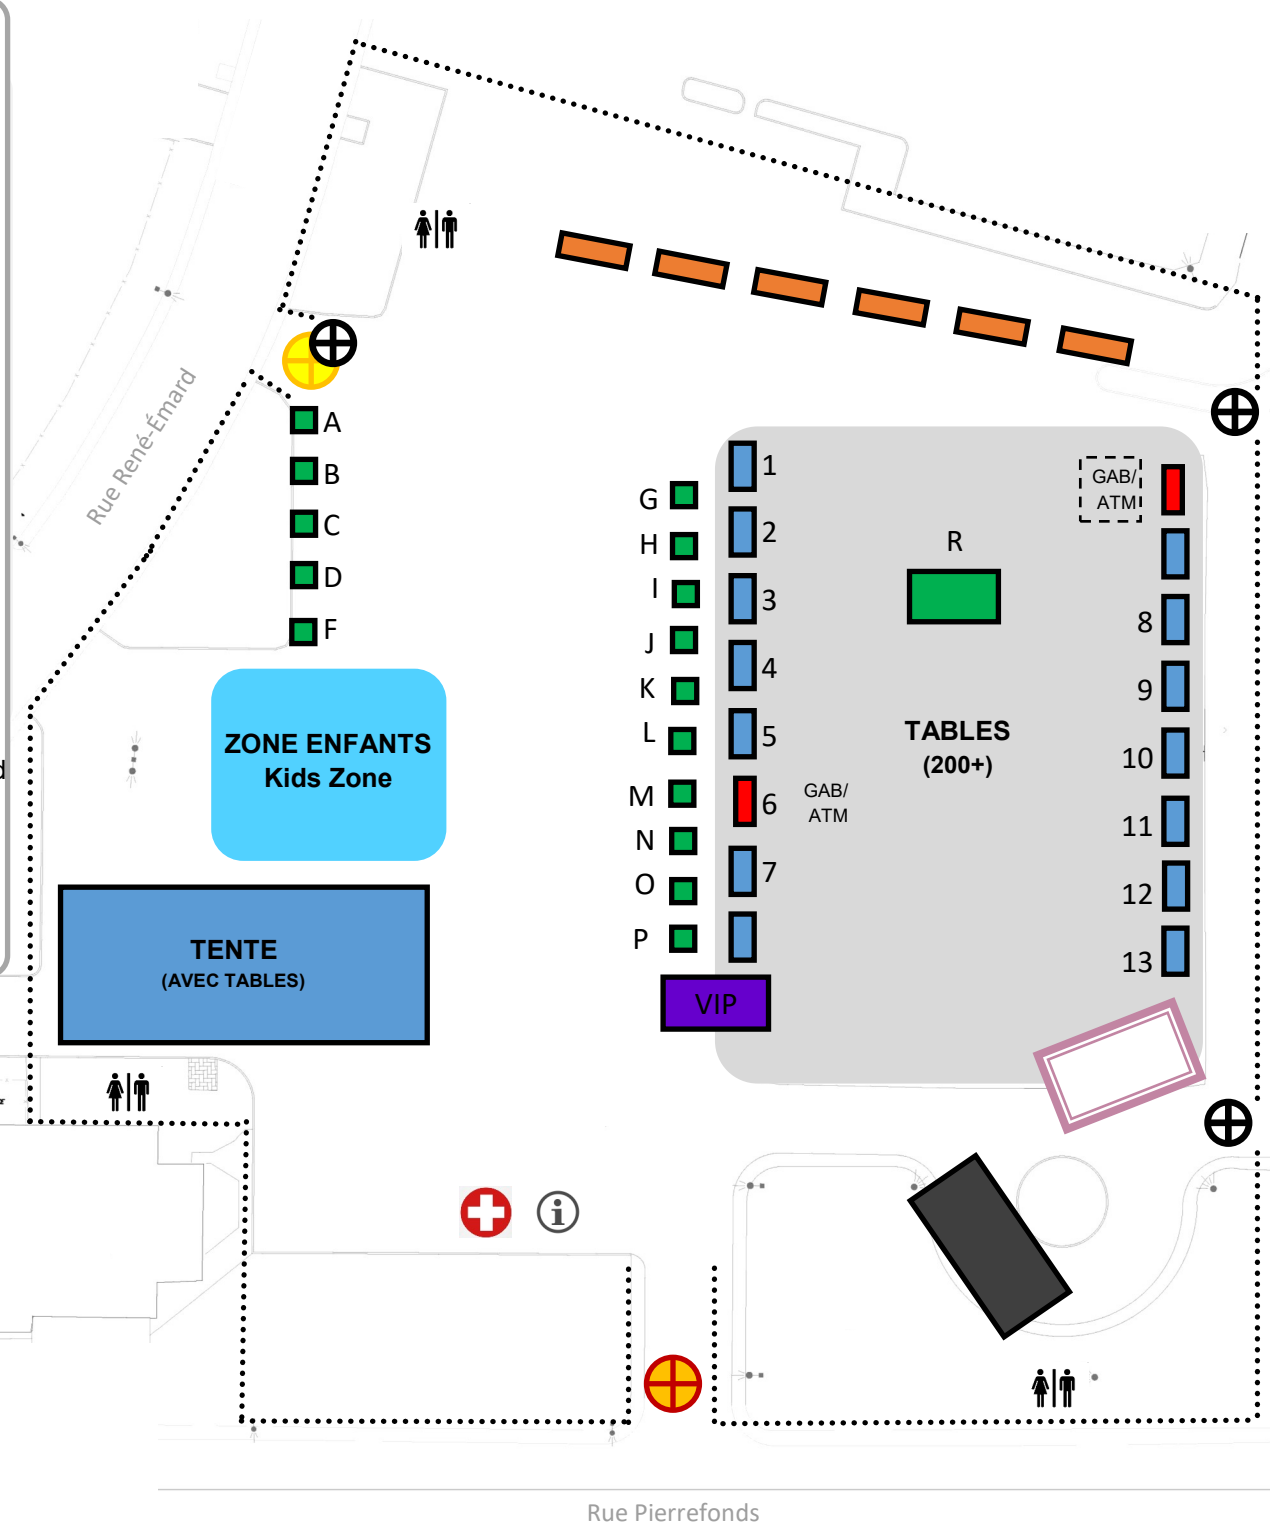 Rue René-Émard
A
B
C
D
F
G
H
I
J
K
L
M
N
O
P
1
2
3
4
5
6
7
GAB/
ATM
R
TABLES
(200+)
GAB/
ATM
8
9
10
11
12
13
ZONE ENFANTS
Kids Zone
TENTE
(AVEC TABLES)
VIP
i
Rue Pierrefonds